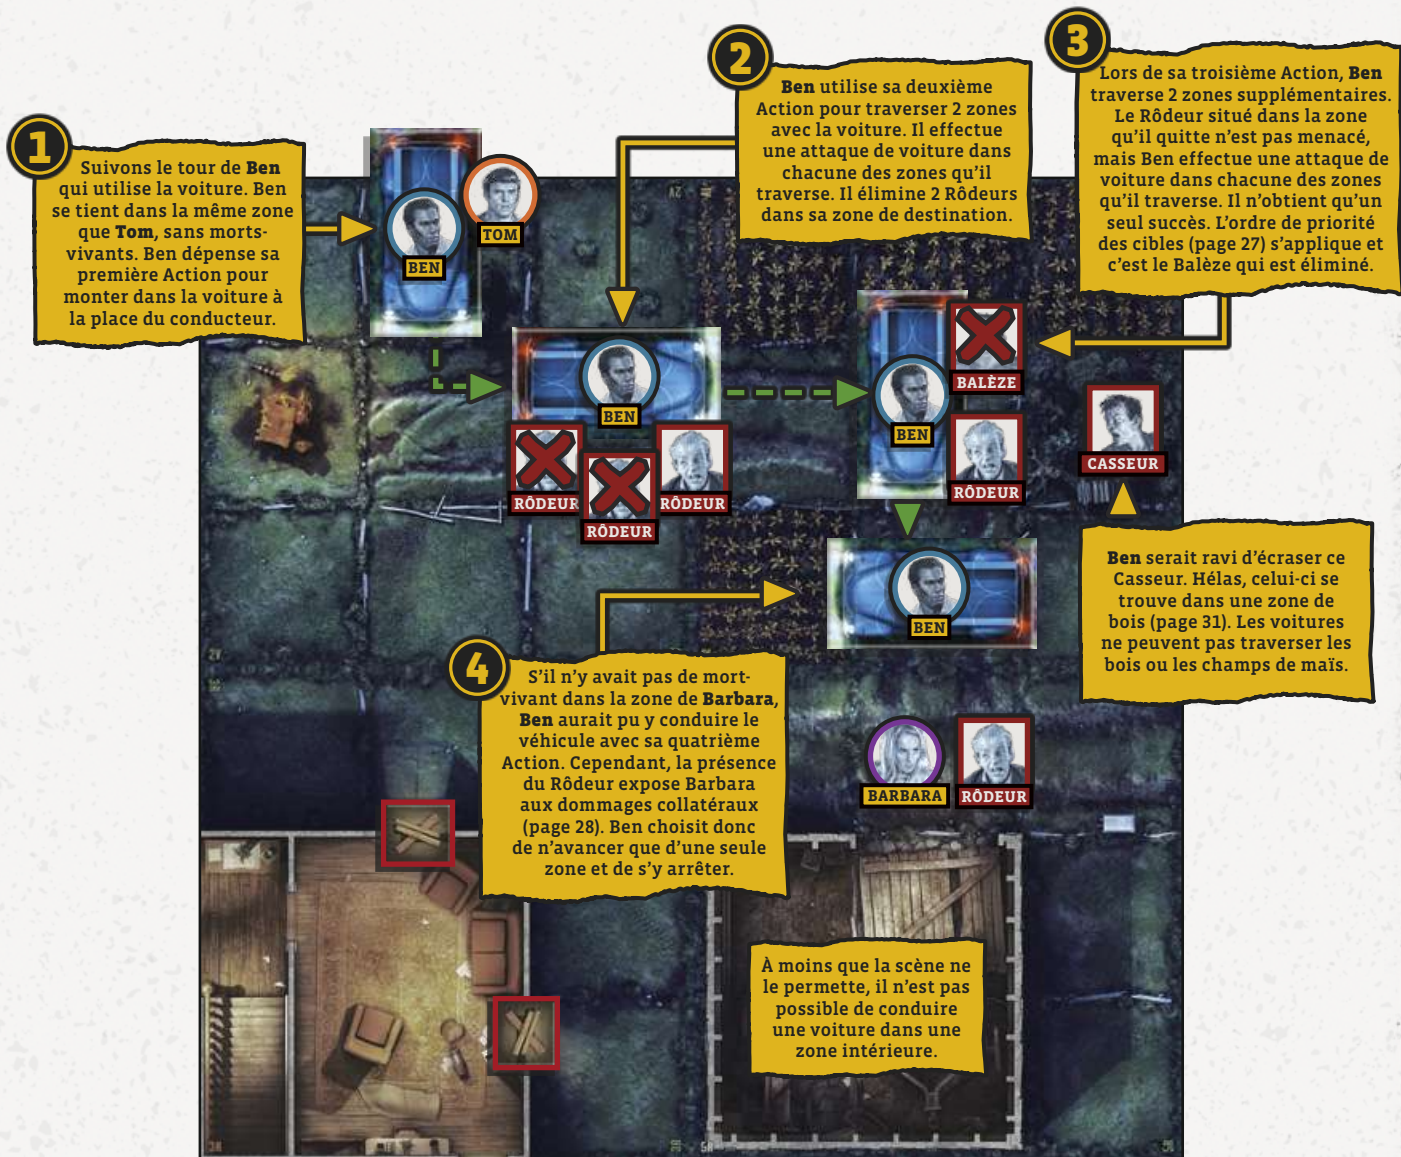 1
Suivons le tour de Ben
qui utilise la voiture. Ben
se tient dans la même zone
que Tom, sans morts-
vivants. Ben dépense sa
première Action pour
monter dans la voiture à
la place du conducteur.
BEN
TOM
2
Ben utilise sa deuxième
Action pour traverser 2 zones
avec la voiture. Il effectue
une attaque de voiture dans
chacune des zones qu'il
traverse. Il élimine 2 Rôdeurs
dans sa zone de destination.
BEN
RÔDEUR
RÔDEUR
RÔDEUR
3
Lors de sa troisième Action, Ben
traverse 2 zones supplémentaires.
Le Rôdeur situé dans la zone
qu'il quitte n'est pas menacé,
mais Ben effectue une attaque de
voiture dans chacune des zones
qu'il traverse. Il n'obtient qu'un
seul succès. L'ordre de priorité
des cibles (page 27) s'applique et
c'est le Balèze qui est éliminé.
BALÈZE
BEN
RÔDEUR
CASSEUR
Ben serait ravi d'écraser ce
Casseur. Hélas, celui-ci se
trouve dans une zone de
bois (page 31). Les voitures
ne peuvent pas traverser les
bois ou les champs de maïs.
BEN
4
S'il n'y avait pas de mort-
vivant dans la zone de Barbara,
Ben aurait pu y conduire le
véhicule avec sa quatrième
Action. Cependant, la présence
du Rôdeur expose Barbara
aux dommages collatéraux
(page 28). Ben choisit donc
de n'avancer que d'une seule
zone et de s'y arrêter.
BARBARA
RÔDEUR
À moins que la scène ne
le permette, il n'est pas
possible de conduire
une voiture dans une
zone intérieure.